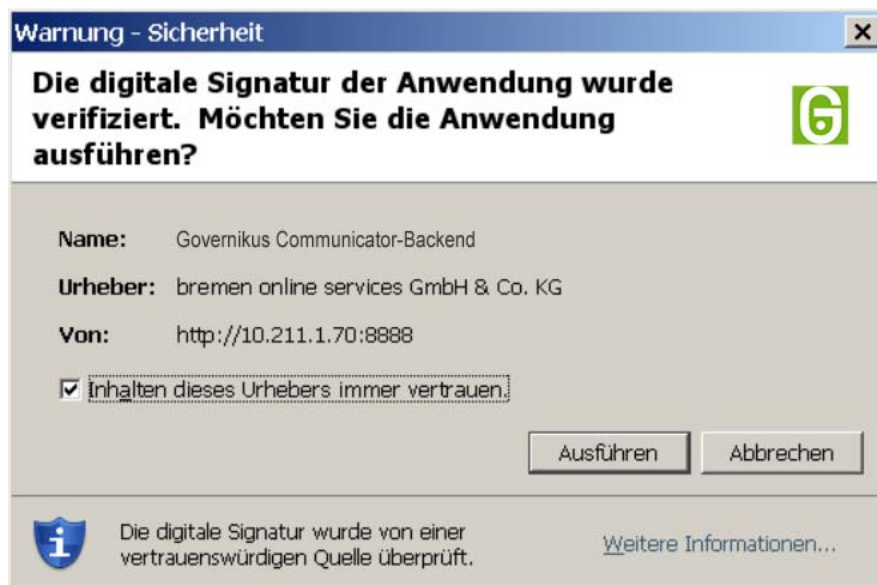 Warnung - Sicherheit
Die digitale Signatur der Anwendung wurde
verifiziert. Möchten Sie die Anwendung
ausführen?
G
Name: Governikus Communicator-Backend
Urheber: bremen online services GmbH & Co. KG
Von: http://10.211.1.70:8888
Inhalten dieses Urhebers immer vertrauen.
Ausführen Abbrechen
Die digitale Signatur wurde von einer
vertrauenswürdigen Quelle überprüft.
Weitere Informationen...